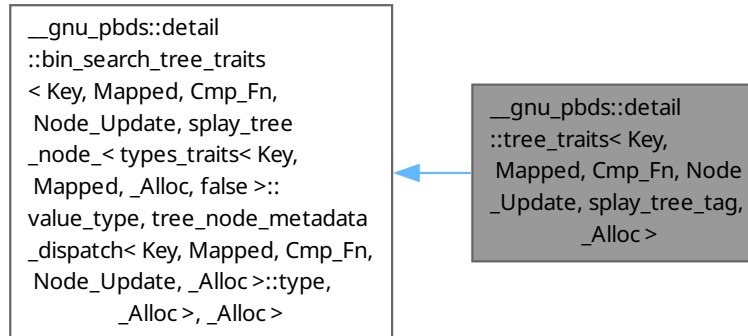 __gnu_pbds::detail
::bin_search_tree_traits
< Key, Mapped, Cmp_Fn,
Node_Update, splay_tree
_node_< types_traits< Key,
Mapped, _Alloc, false >::
value_type, tree_node_metadata
_dispatch< Key, Mapped, Cmp_Fn,
Node_Update, _Alloc >::type,
_Alloc >, _Alloc >
__gnu_pbds::detail
::tree_traits< Key,
Mapped, Cmp_Fn, Node
_Update, splay_tree_tag,
_Alloc >